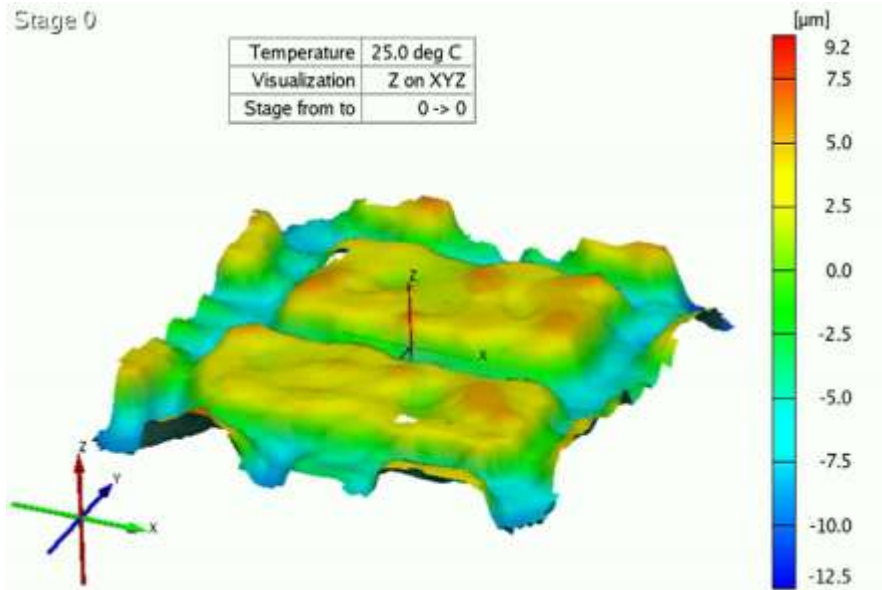 Stage 0
Temperature 25.0 deg C
Visualization Z on XYZ
Stage from to 0 -> 0
[µm]
9.2
7.5
5.0
2.5
0.0
-2.5
-5.0
-7.5
-10.0
-12.5
Z
X
Z
Y
X